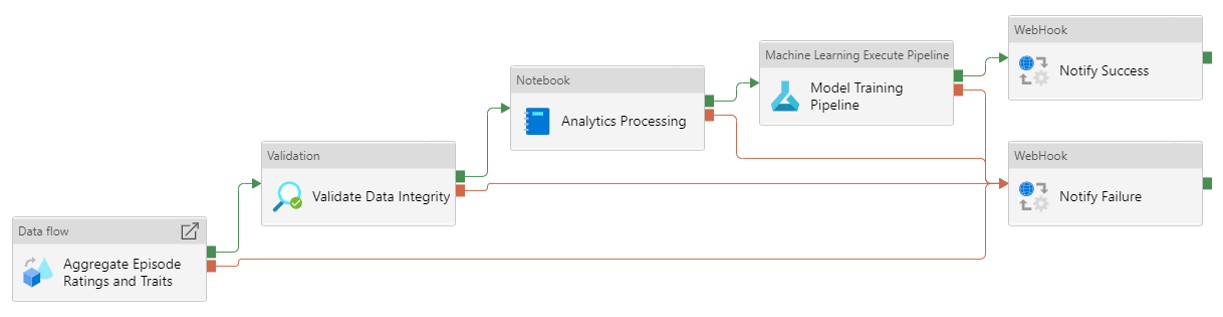 Data flow
Aggregate Episode
Ratings and Traits
Validation
Validate Data Integrity
Notebook
Analytics Processing
Machine Learning Execute Pipeline
Model Training
Pipeline
WebHook
Notify Success
WebHook
Notify Failure